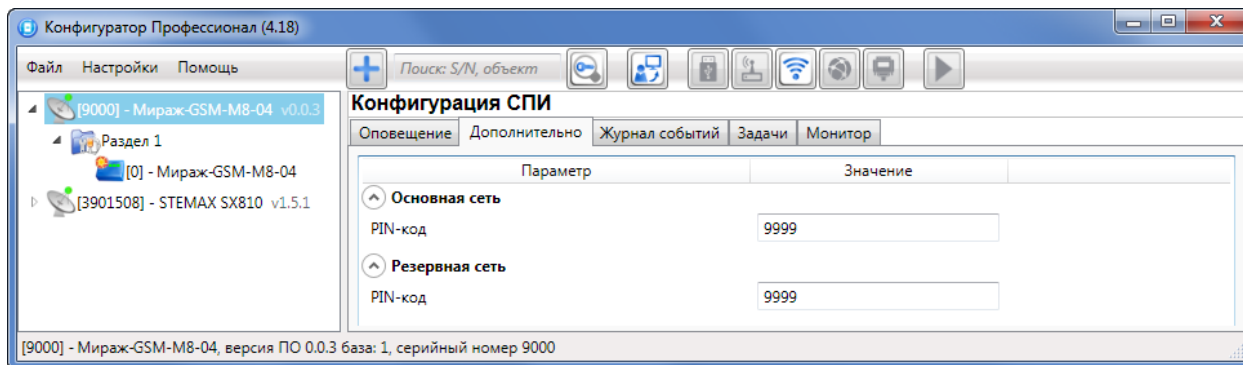 Конфигуратор Профессионал (4.18)
Файл Настройки Помощь
Поиск: S/N, объект
[9000] - Мираж-GSM-M8-04 v0.0.3
Раздел 1
[0] - Мираж-GSM-M8-04
[3901508] - STEMAX SX810 v1.5.1
Конфигурация СПИ
Оповещение Дополнительно Журнал событий Задачи Монитор
Параметр Значение
Основная сеть
PIN-код 9999
Резервная сеть
PIN-код 9999
[9000] - Мираж-GSM-M8-04, версия ПО 0.0.3 база: 1, серийный номер 9000